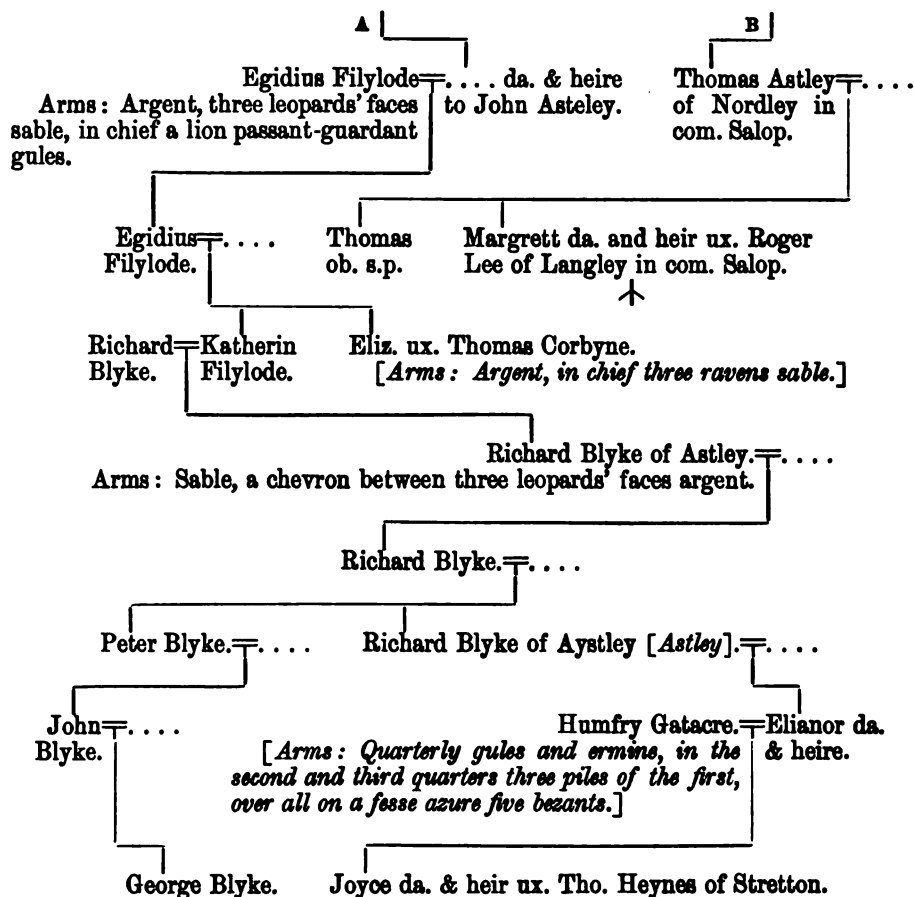 A B
Egidius Filylode=. . . . da. & heire Thomas Astley=. . . .
Arms: Argent, three leopards' faces to John Asteley. of Nordley in
sable, in chief a lion passant-guardant com. Salop.
gules.
Egidius=. . . . Thomas Margrett da. and heir ux. Roger
Filylode. ob. s.p. Lee of Langley in com. Salop.
Richard=Katherin Eliz. ux. Thomas Corbyne.
Blyke. Filylode. [Arms: Argent, in chief three ravens sable.]
Richard Blyke of Astley.=. . . .
Arms: Sable, a chevron between three leopards' faces argent.
Richard Blyke.=. . . .
Peter Blyke.=. . . . Richard Blyke of Aystley [Astley].=. . . .
John=. . . . Humfry Gatacre.=Elianor da.
Blyke. [Arms: Quarterly gules and ermine, in the & heire.
second and third quarters three piles of the first,
over all on a fesse azure five bezants.]
George Blyke. Joyce da. & heir ux. Tho. Heynes of Stretton.